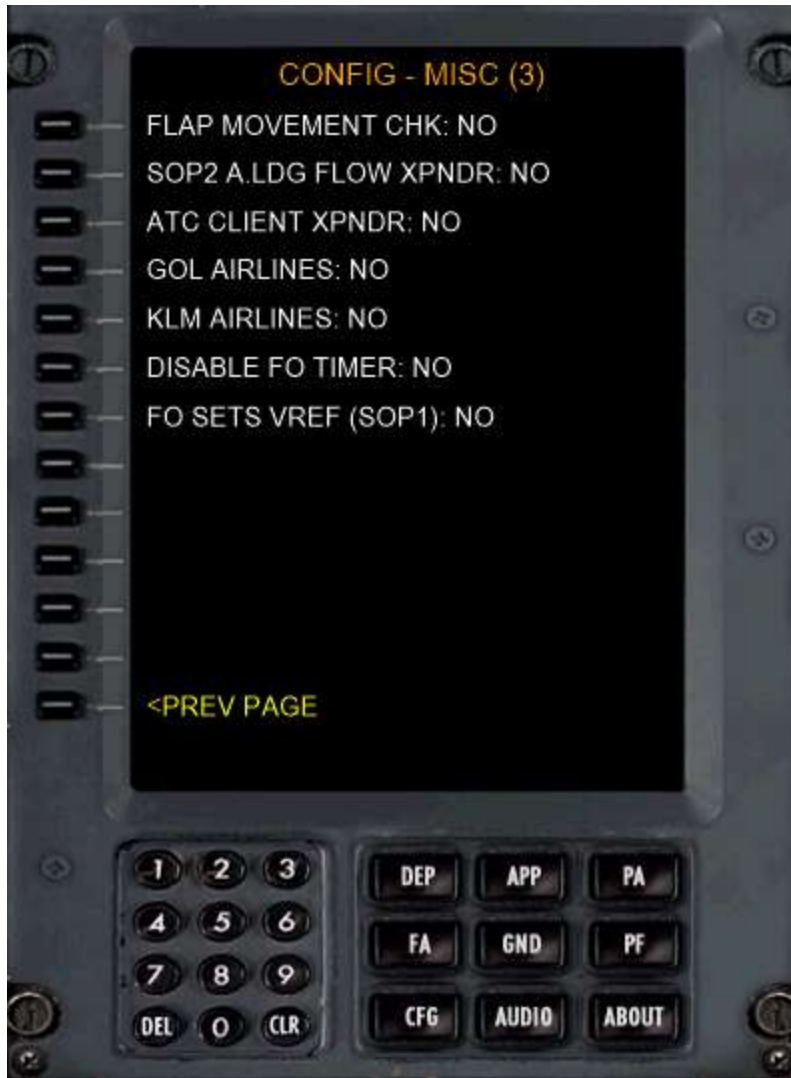 CONFIG - MISC (3)
FLAP MOVEMENT CHK: NO
SOP2 A.LDG FLOW XPNDR: NO
ATC CLIENT XPNDR: NO
GOL AIRLINES: NO
KLM AIRLINES: NO
DISABLE FO TIMER: NO
FO SETS VREF (SOP1): NO
<PREV PAGE
1 2 3 DEP APP PA
4 5 6 FA GND PF
7 8 9
DEL 0 CLR CFG AUDIO ABOUT